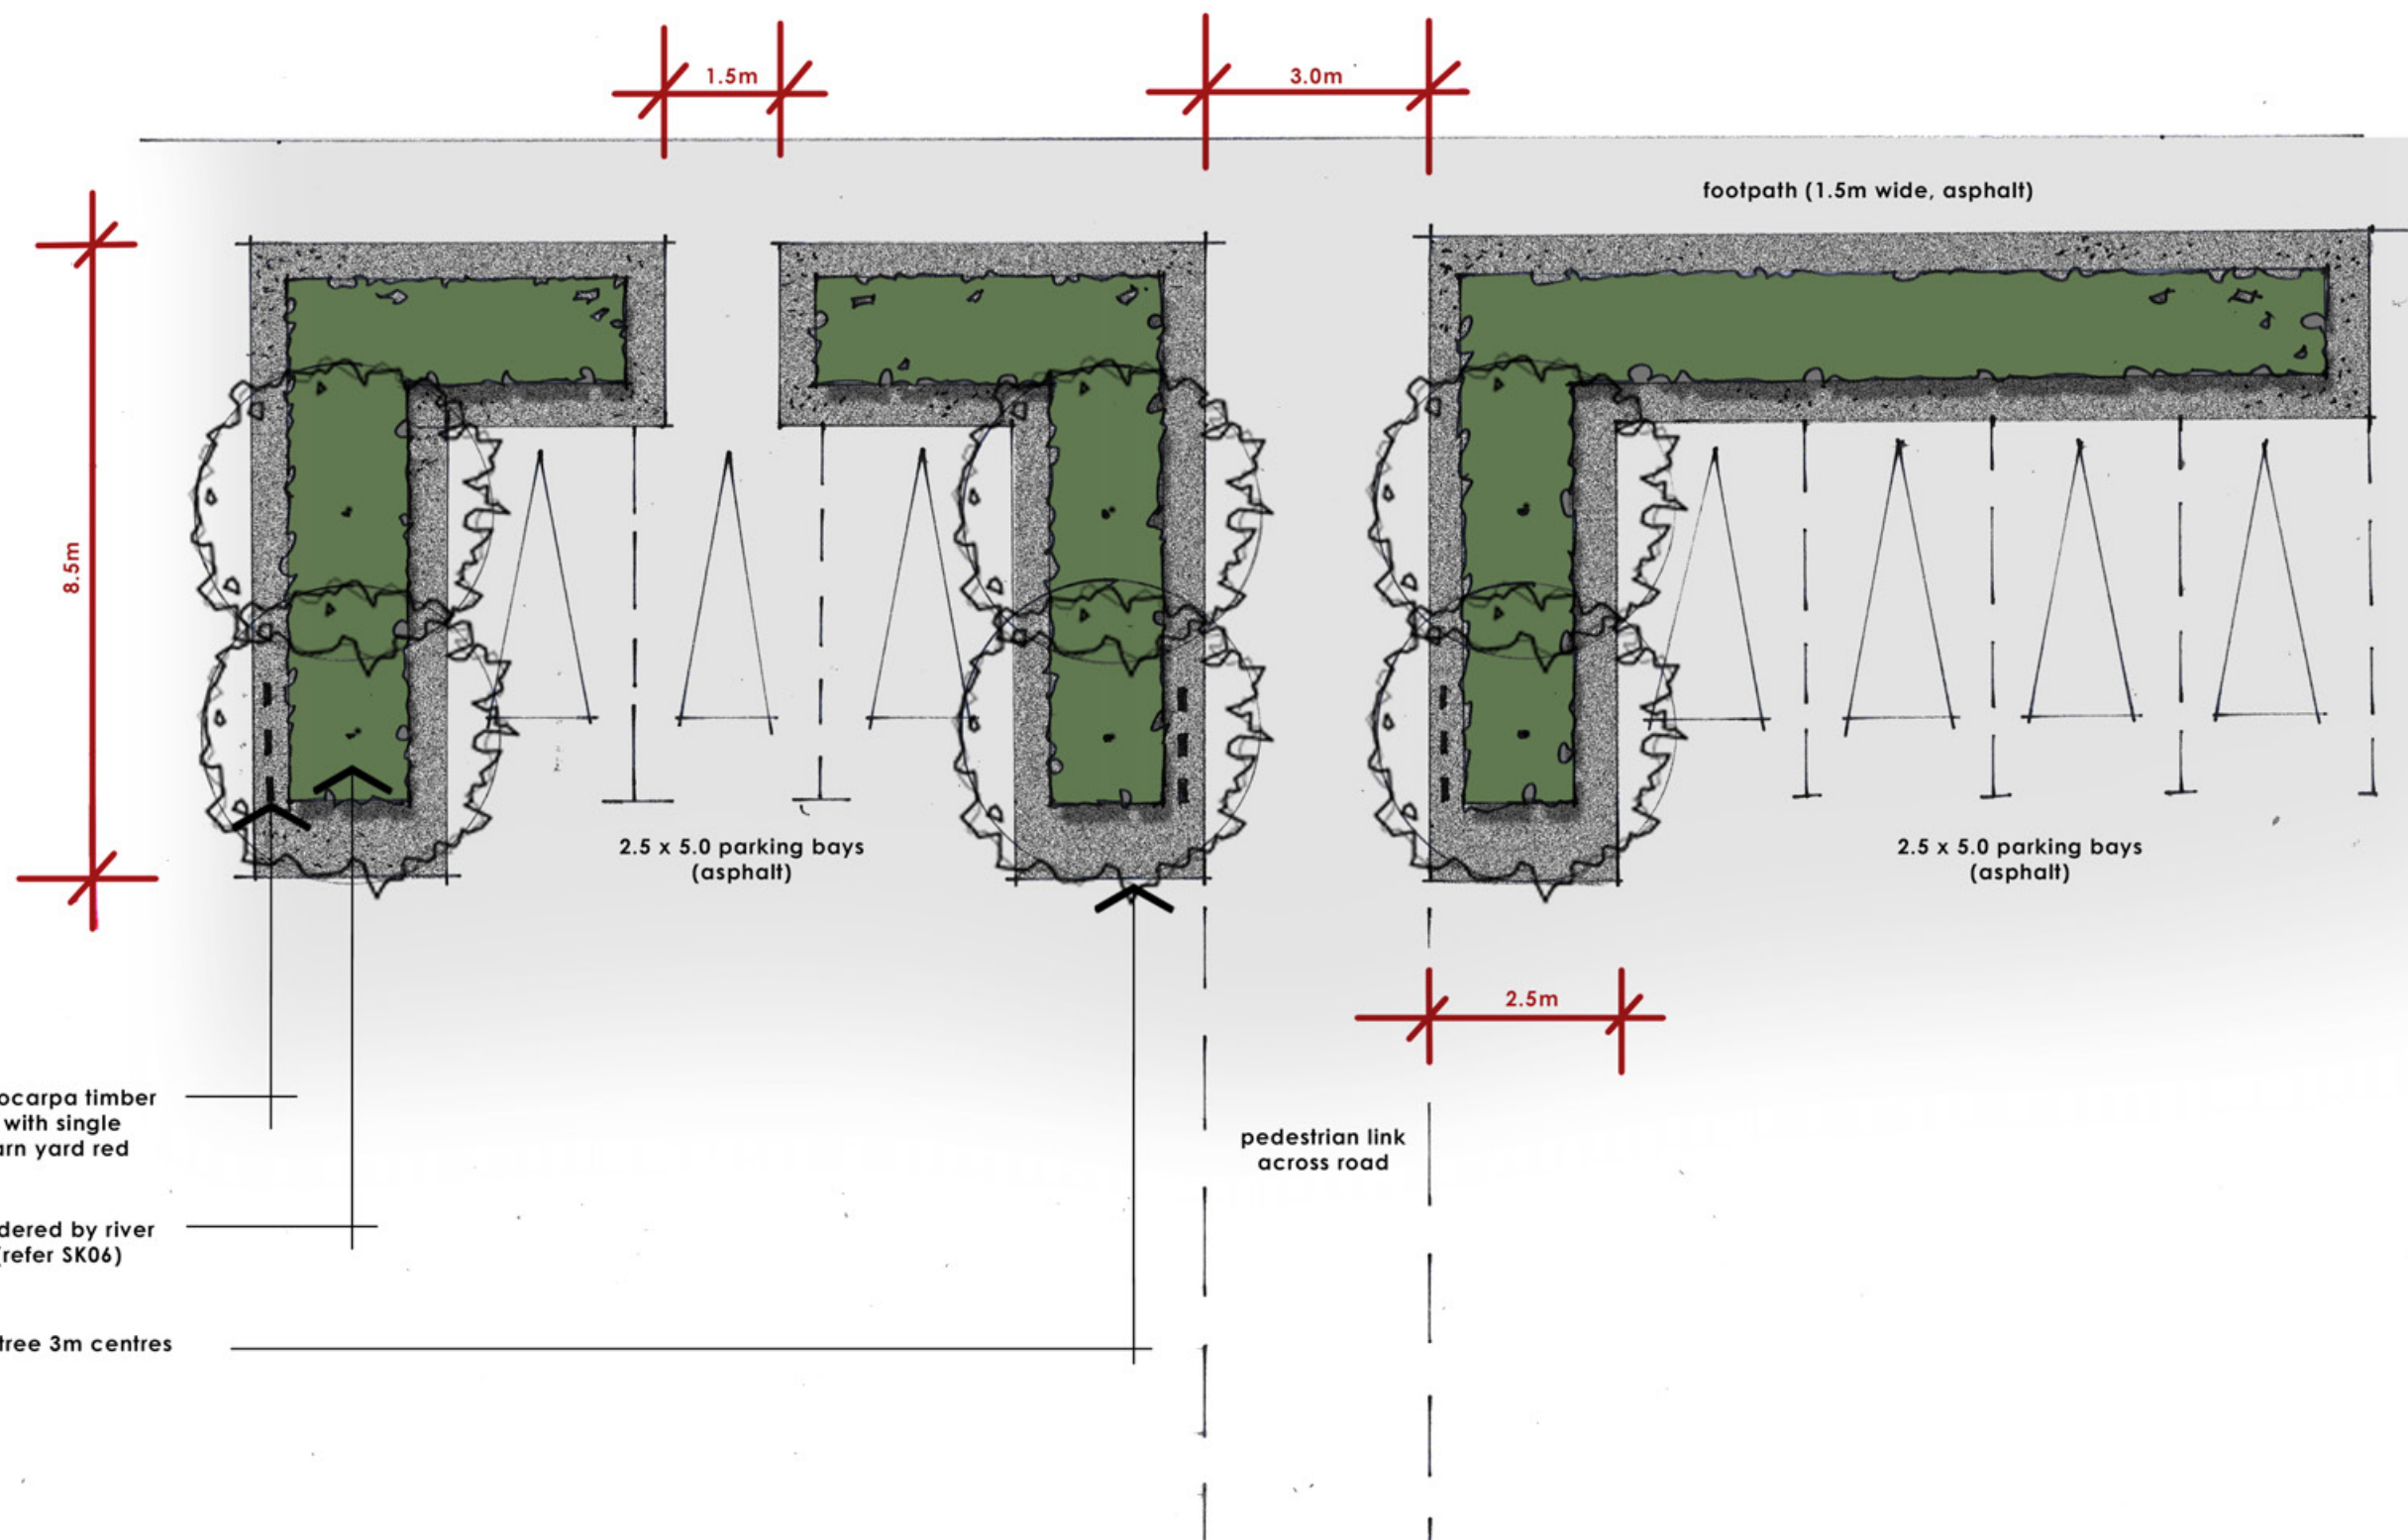 1.5m
3.0m
footpath (1.5m wide, asphalt)
8.5m
2.5 x 5.0 parking bays
(asphalt)
2.5 x 5.0 parking bays
(asphalt)
2.5m
ocarpa timber
with single
arn yard red
pedestrian link
across road
dered by river
(refer SK06)
tree 3m centres